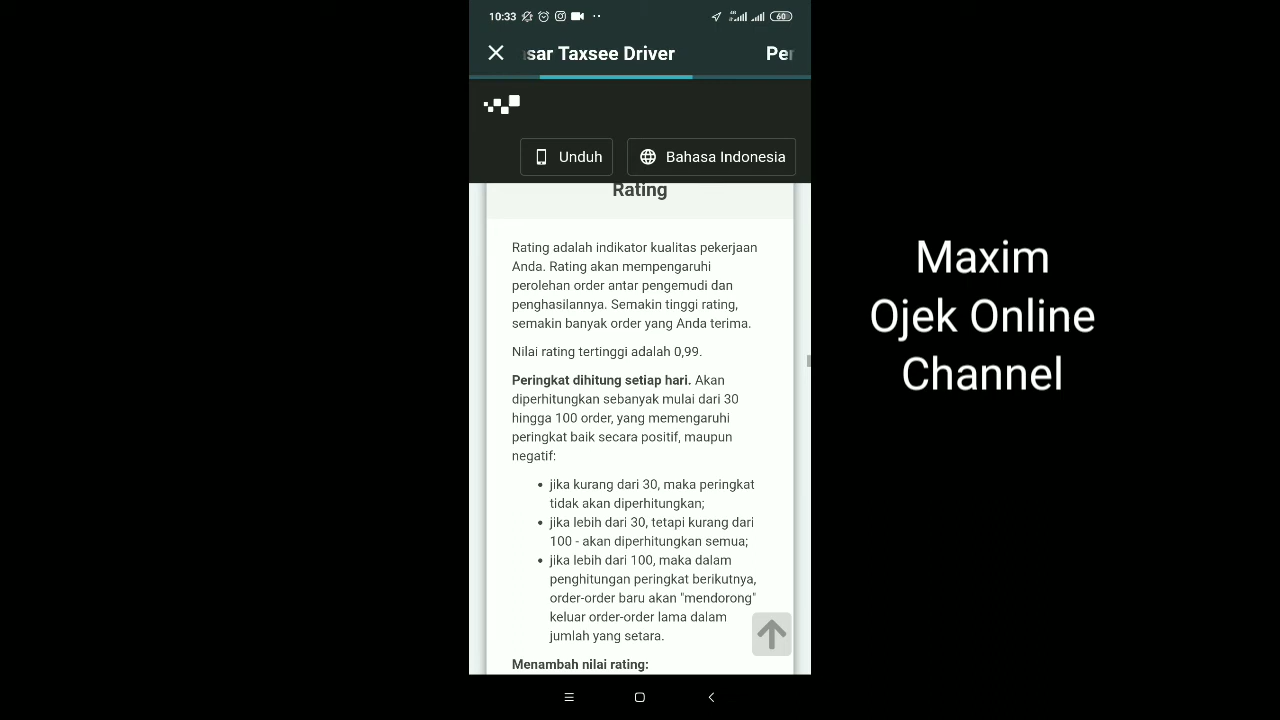 10:33
4G
60
sar Taxsee Driver
Pe
Unduh
Bahasa Indonesia
Rating
Rating adalah indikator kualitas pekerjaan
Anda. Rating akan mempengaruhi
perolehan order antar pengemudi dan
penghasilannya. Semakin tinggi rating,
semakin banyak order yang Anda terima.
Nilai rating tertinggi adalah 0,99.
Peringkat dihitung setiap hari. Akan
diperhitungkan sebanyak mulai dari 30
hingga 100 order, yang memengaruhi
peringkat baik secara positif, maupun
negatif:
• jika kurang dari 30, maka peringkat
tidak akan diperhitungkan;
• jika lebih dari 30, tetapi kurang dari
100 - akan diperhitungkan semua;
• jika lebih dari 100, maka dalam
penghitungan peringkat berikutnya,
order-order baru akan "mendorong"
keluar order-order lama dalam
jumlah yang setara.
Menambah nilai rating:
Maxim
Ojek Online
Channel